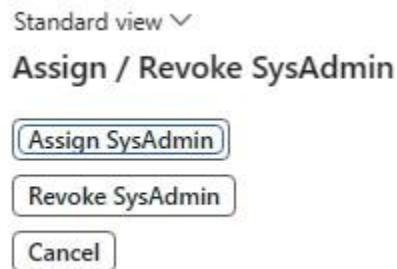 Standard view
Assign / Revoke SysAdmin
Assign SysAdmin
Revoke SysAdmin
Cancel